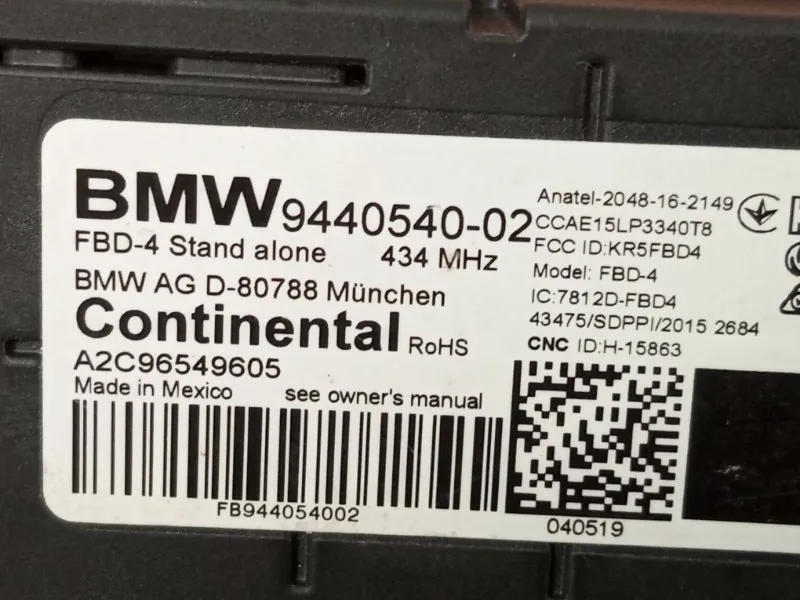 BMW 9440540-02
FBD-4 Stand alone 434 MHz
BMW AG D-80788 München
Continental RoHS
A2C96549605
Made in Mexico see owner's manual
FB944054002
Anatel-2048-16-2149
CCAE15LP3340T8
FCC ID:KR5FBD4
Model: FBD-4
IC:7812D-FBD4
43475/SDPPI/2015 2684
CNC ID:H-15863
040519